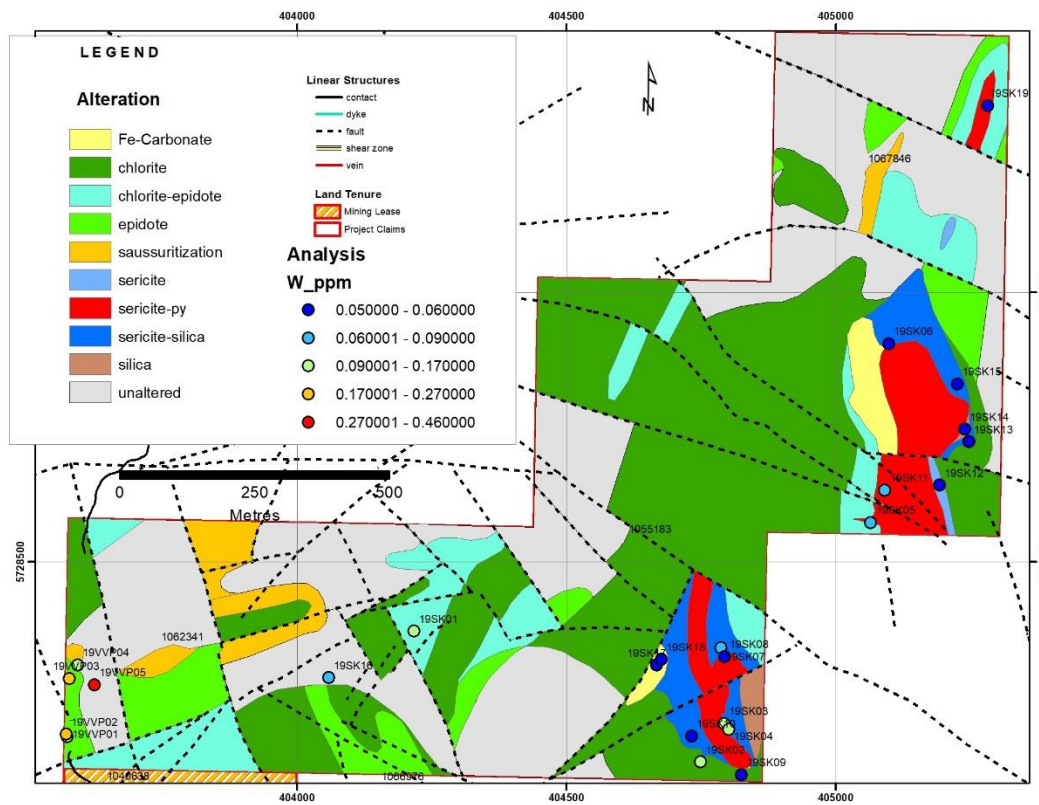 404000
404500
405000
LEGEND
Alteration
Fe-Carbonate
chlorite
chlorite-epidote
epidote
saussuritization
sericite
sericite-py
sericite-silica
silica
unaltered
Linear Structures
contact
dyke
fault
shear zone
vein
Land Tenure
Mining Lease
Project Claims
Analysis
W_ppm
0.050000 - 0.060000
0.060001 - 0.090000
0.090001 - 0.170000
0.170001 - 0.270000
0.270001 - 0.460000
N
0 250 500
Metres
19SK19
1067846
19SK06
19SK15
19SK14
19SK13
19SK12
19SK11
19SK05
1055183
5728500
19SK01
1062341
19VVP04
19VVP03
19VVP05
19SK16
19SK18
19SK08
19SK07
19VVP02
19VVP01
19SK03
19SK04
19SK02
19SK09
1046638
404000
404500
405000